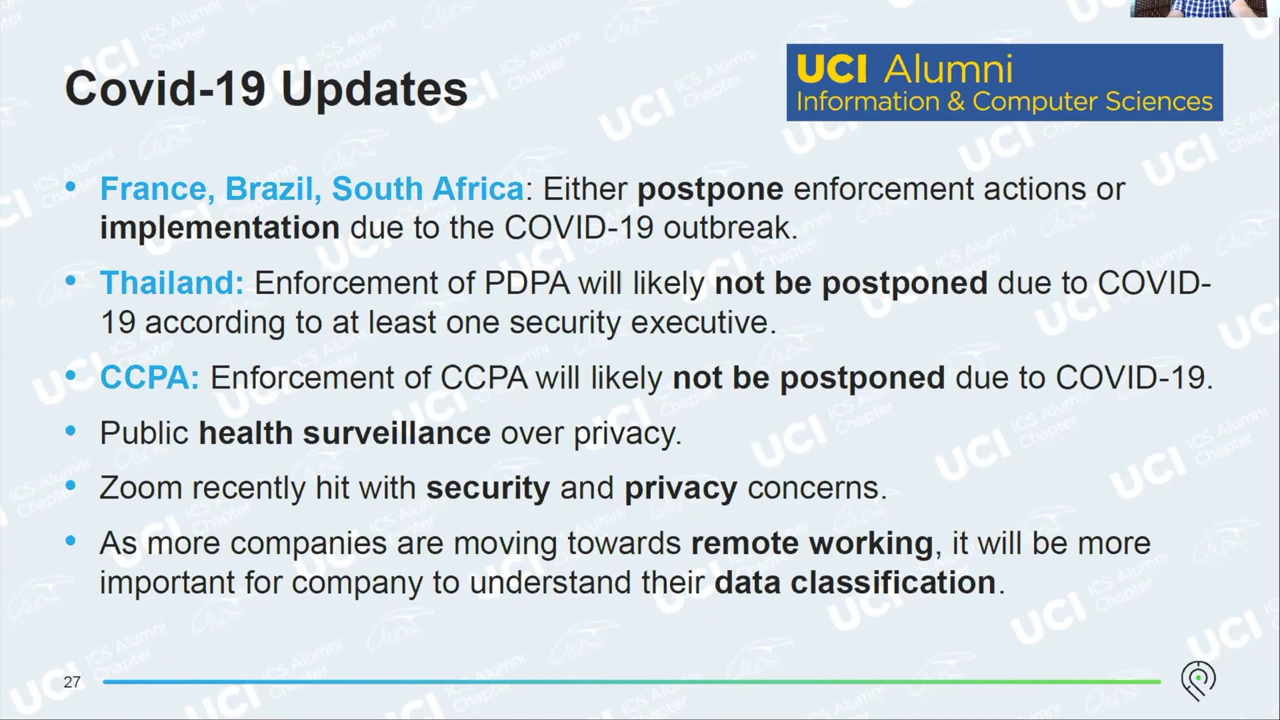 Covid-19 Updates
UCI Alumni
Information & Computer Sciences
• France, Brazil, South Africa: Either postpone enforcement actions or
implementation due to the COVID-19 outbreak.
• Thailand: Enforcement of PDPA will likely not be postponed due to COVID-
19 according to at least one security executive.
• CCPA: Enforcement of CCPA will likely not be postponed due to COVID-19.
• Public health surveillance over privacy.
• Zoom recently hit with security and privacy concerns.
• As more companies are moving towards remote working, it will be more
important for company to understand their data classification.
27
UCI ICS Alumni Chapter